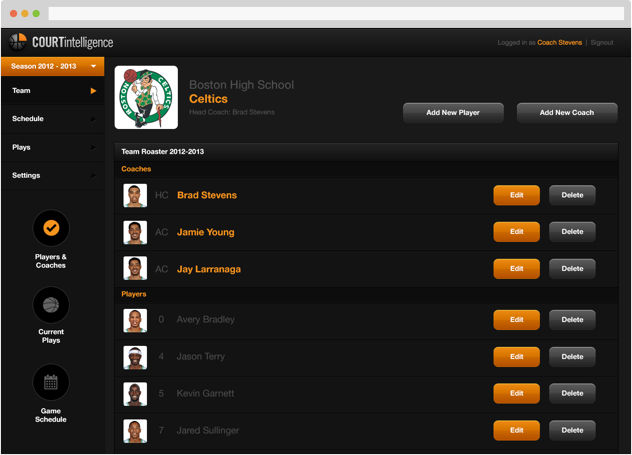 COURTintelligence
Logged in as Coach Stevens | Signout
Season 2012 - 2013
Team
Schedule
Plays
Settings
Players &
Coaches
Current
Plays
Game
Schedule
BOSTON CELTICS
Boston High School
Celtics
Head Coach: Brad Stevens
Add New Player
Add New Coach
Team Roaster 2012-2013
Coaches
HC Brad Stevens Edit Delete
AC Jamie Young Edit Delete
AC Jay Larranaga Edit Delete
Players
0 Avery Bradley Edit Delete
4 Jason Terry Edit Delete
5 Kevin Garnett Edit Delete
7 Jared Sullinger Edit Delete